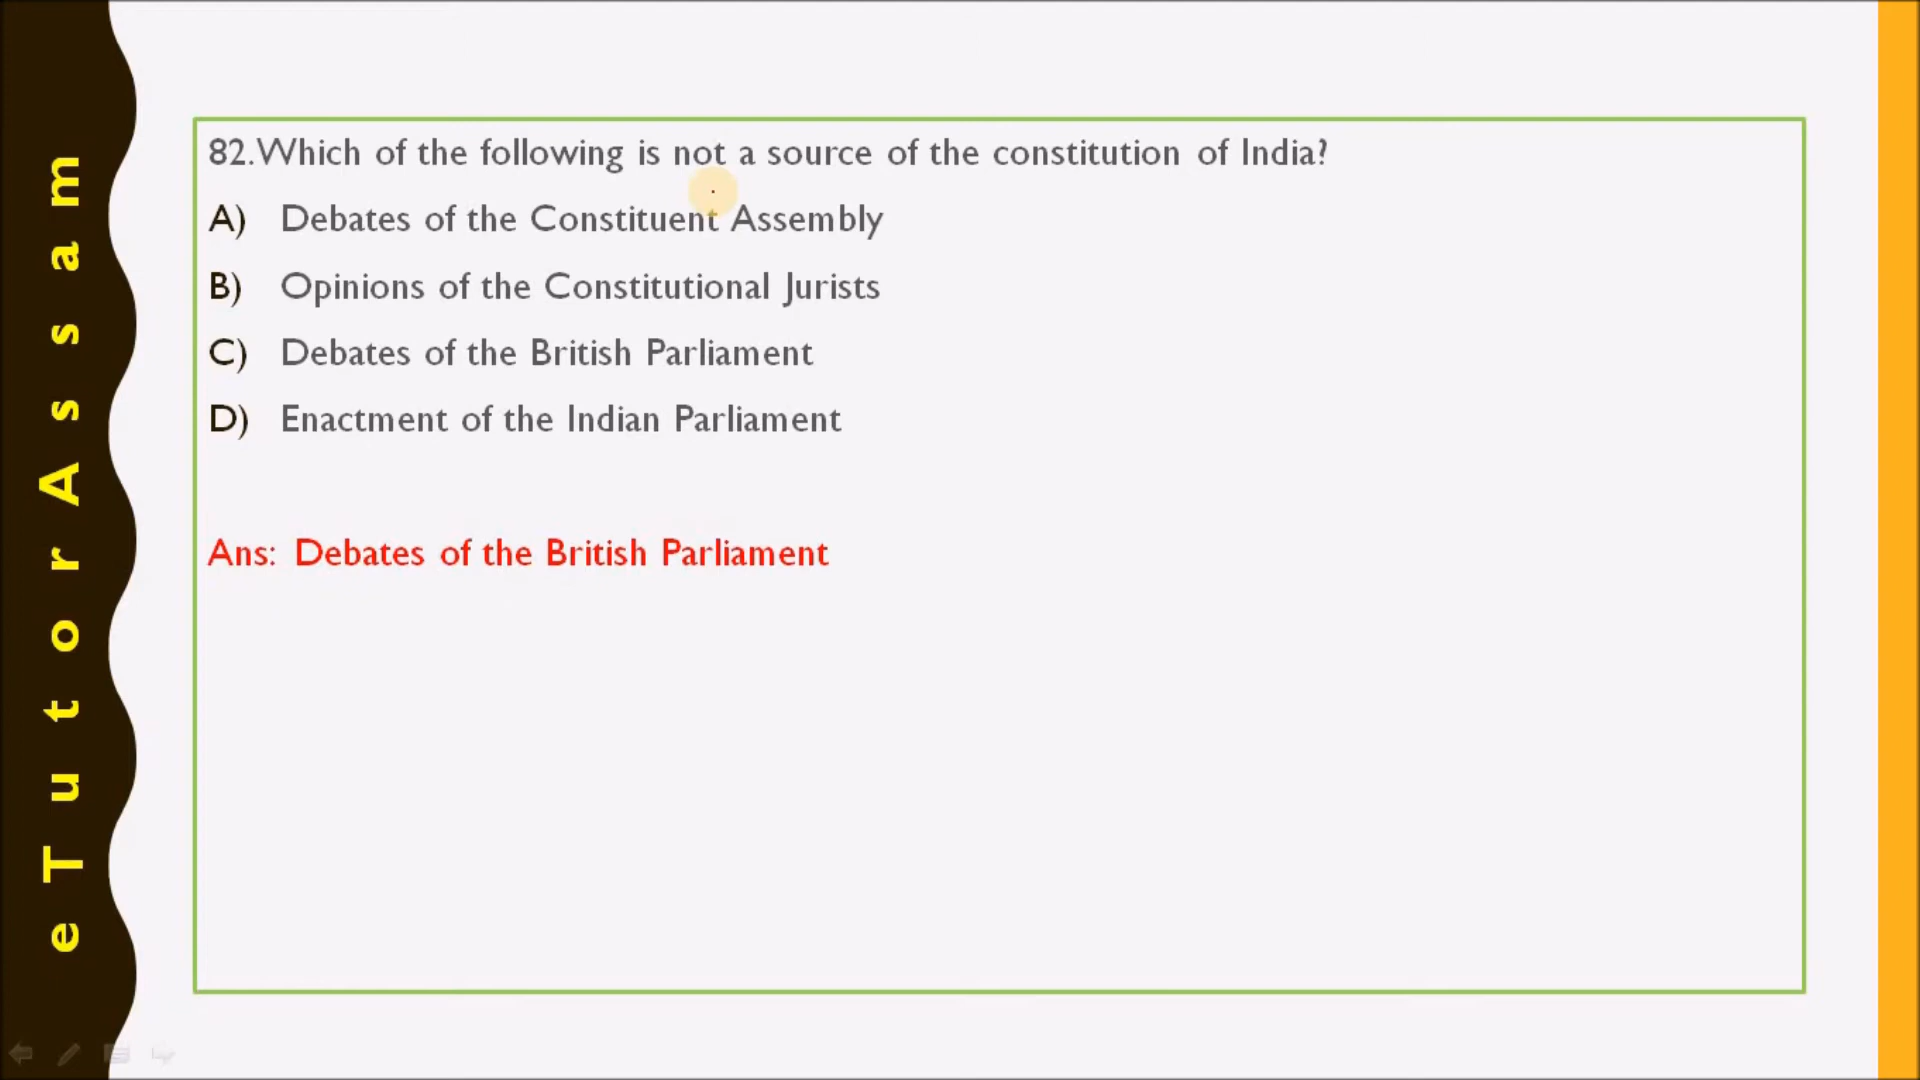 eTutorAssam
82.Which of the following is not a source of the constitution of India?
A) Debates of the Constituent Assembly
B) Opinions of the Constitutional Jurists
C) Debates of the British Parliament
D) Enactment of the Indian Parliament
Ans: Debates of the British Parliament